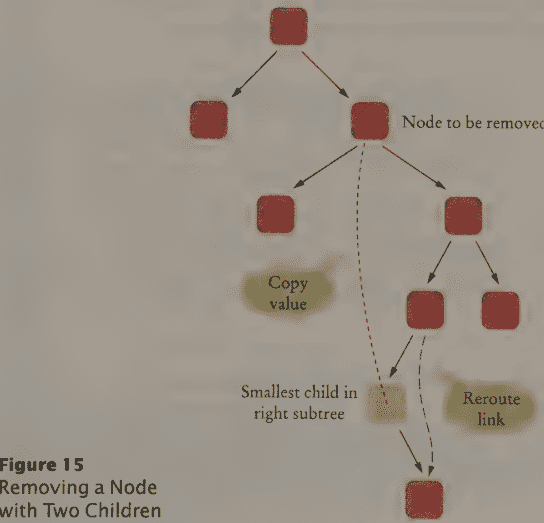 Node to be removed
Copy
value
Smallest child in
right subtree
Reroute
link
Figure 15
Removing a Node
with Two Children